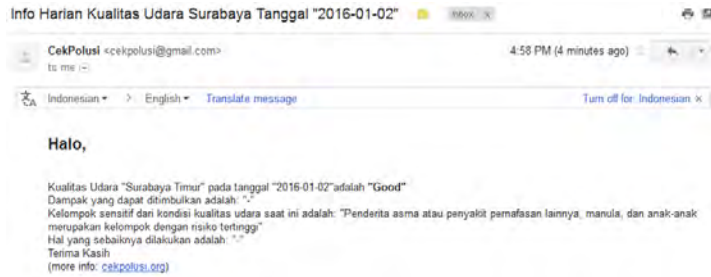 Info Harian Kualitas Udara Surabaya Tanggal "2016-01-02"
Inbox x
CekPolusi <cekpolusi@gmail.com>
4:58 PM (4 minutes ago)
to me
Indonesian > English Translate message
Turn off for: Indonesian x
Halo,
Kualitas Udara "Surabaya Timur" pada tanggal "2016-01-02"adalah "Good"
Dampak yang dapat ditimbulkan adalah: "-"
Kelompok sensitif dari kondisi kualitas udara saat ini adalah: "Penderita asma atau penyakit pernafasan lainnya, manula, dan anak-anak
merupakan kelompok dengan risiko tertinggi"
Hal yang sebaiknya dilakukan adalah: "-"
Terima Kasih
(more info: cekpolusi.org)